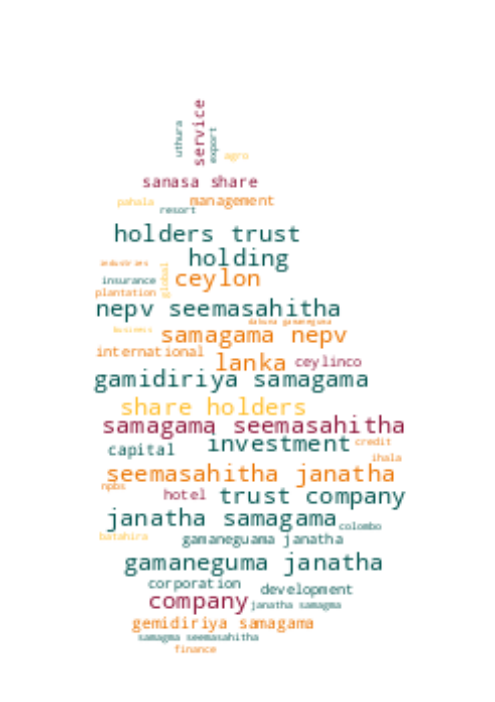 uthura service export
agro
sanasa share
pahala management
resort
holders trust
holding
industries
insurance global ceylon
plantation
nepv seemasahitha
dakunu gamaneguma
business
samagama nepv
international
lanka ceylinco
gamidiriya samagama
share holders
samagama seemasahitha
capital investment credit
ihala
seemasahitha janatha
npbs
hotel trust company
janatha samagama colombo
batahira gamaneguama janatha
gamaneguma janatha
corporation development
company janatha samagma
gemidiriya samagama
samagma seemasahitha
finance